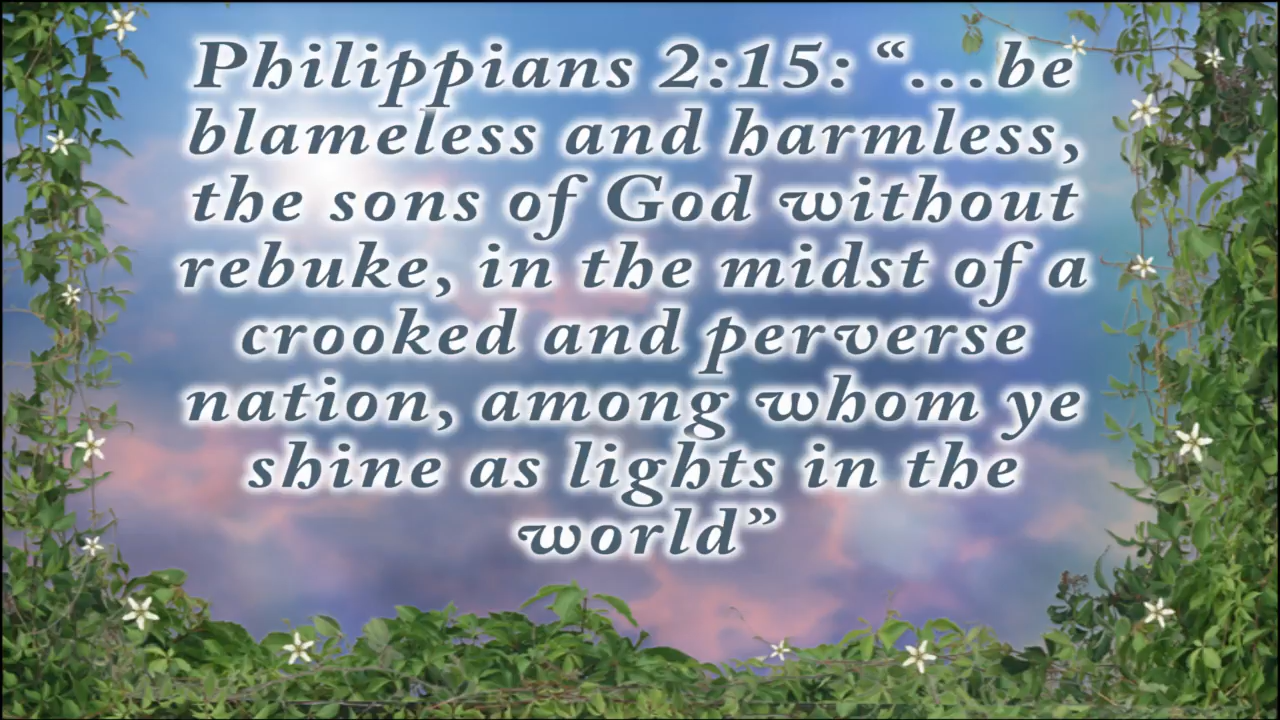 Philippians 2:15: “...be
blameless and harmless,
the sons of God without
rebuke, in the midst of a
crooked and perverse
nation, among whom ye
shine as lights in the
world”